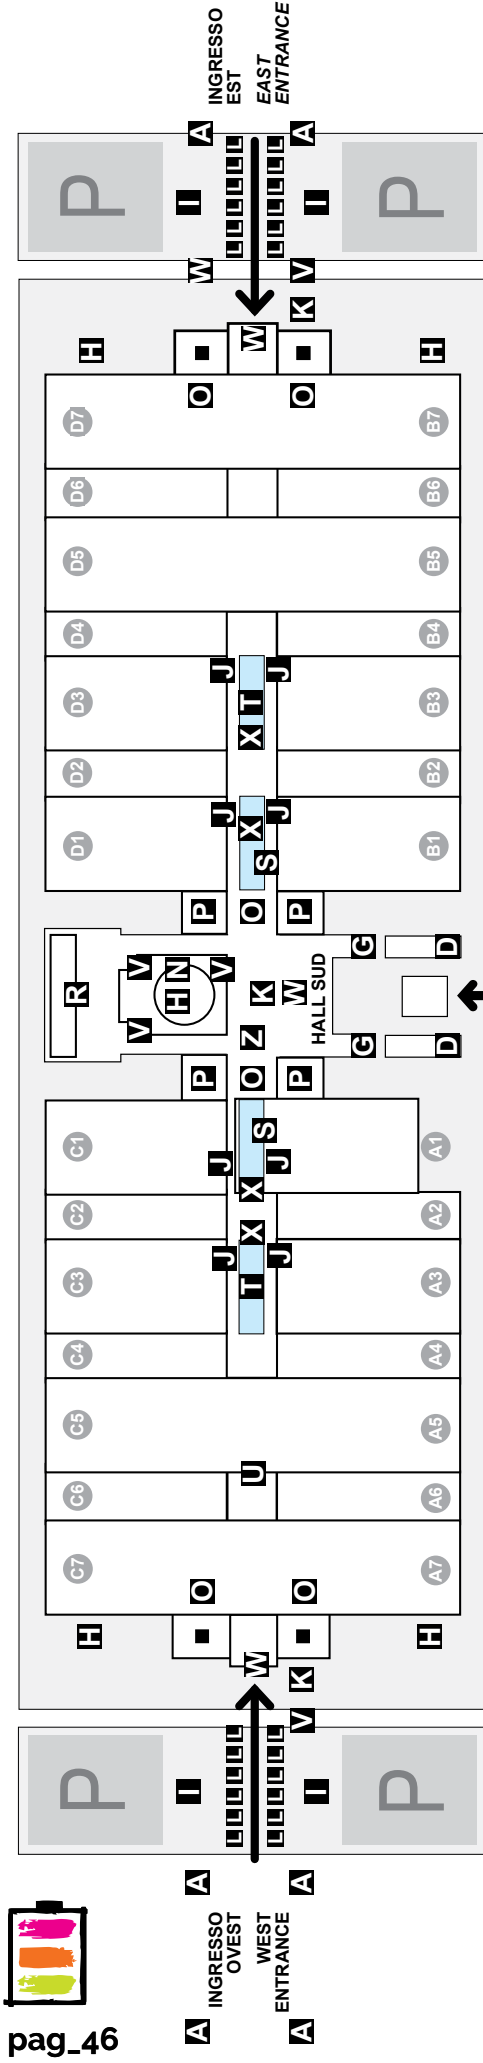 INGRESSO
EST
EAST
ENTRANCE
A
A
P
I
L L L L L L
L L L L L L
I
P
W
V
K
H
W
H
O
O
D7
B7
D6
B6
D5
B5
D4
B4
J
J
D3
T
B3
X
D2
B2
J
J
D1
X
B1
S
P
O
P
V
G
D
R
H
N
V
K
W
HALL SUD
V
Z
G
D
P
O
P
C1
S
A1
J
J
X
C2
X
A2
J
J
C3
T
A3
C4
A4
C5
A5
U
C6
A6
C7
A7
O
O
H
H
W
K
V
P
I
L L L L L L
L L L L L L
I
P
A
A
INGRESSO
OVEST
WEST
ENTRANCE
A
A
pag_46